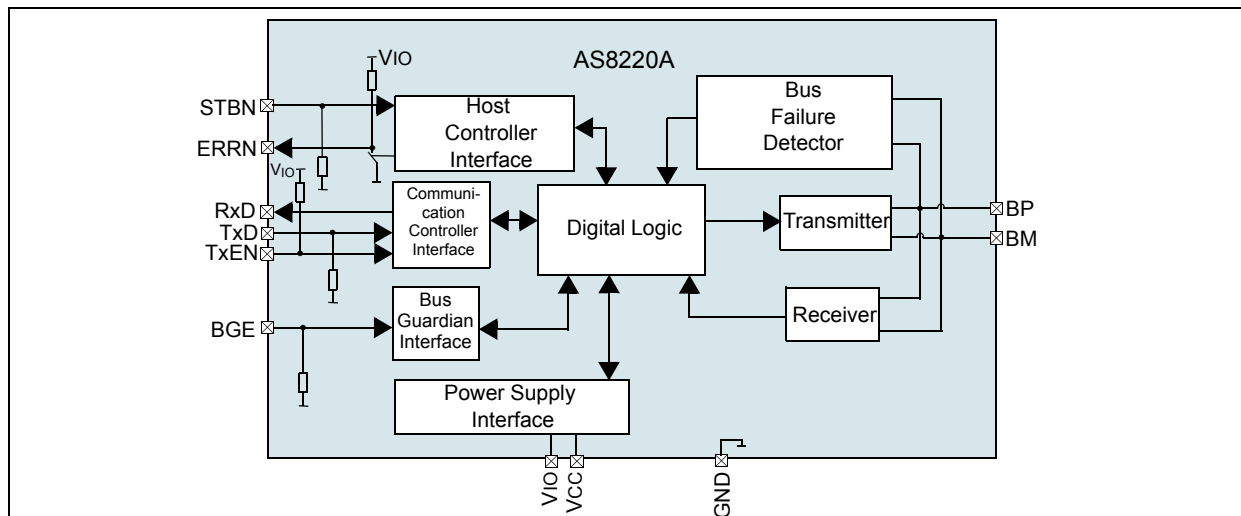 AS8220A
VIO
STBN
ERRN
VIO
RxD
TxD
TxEN
BGE
Host
Controller
Interface
Communi-
cation
Controller
Interface
Bus
Guardian
Interface
Power Supply
Interface
Digital Logic
Bus
Failure
Detector
Transmitter
Receiver
BP
BM
VIO
VCC
GND